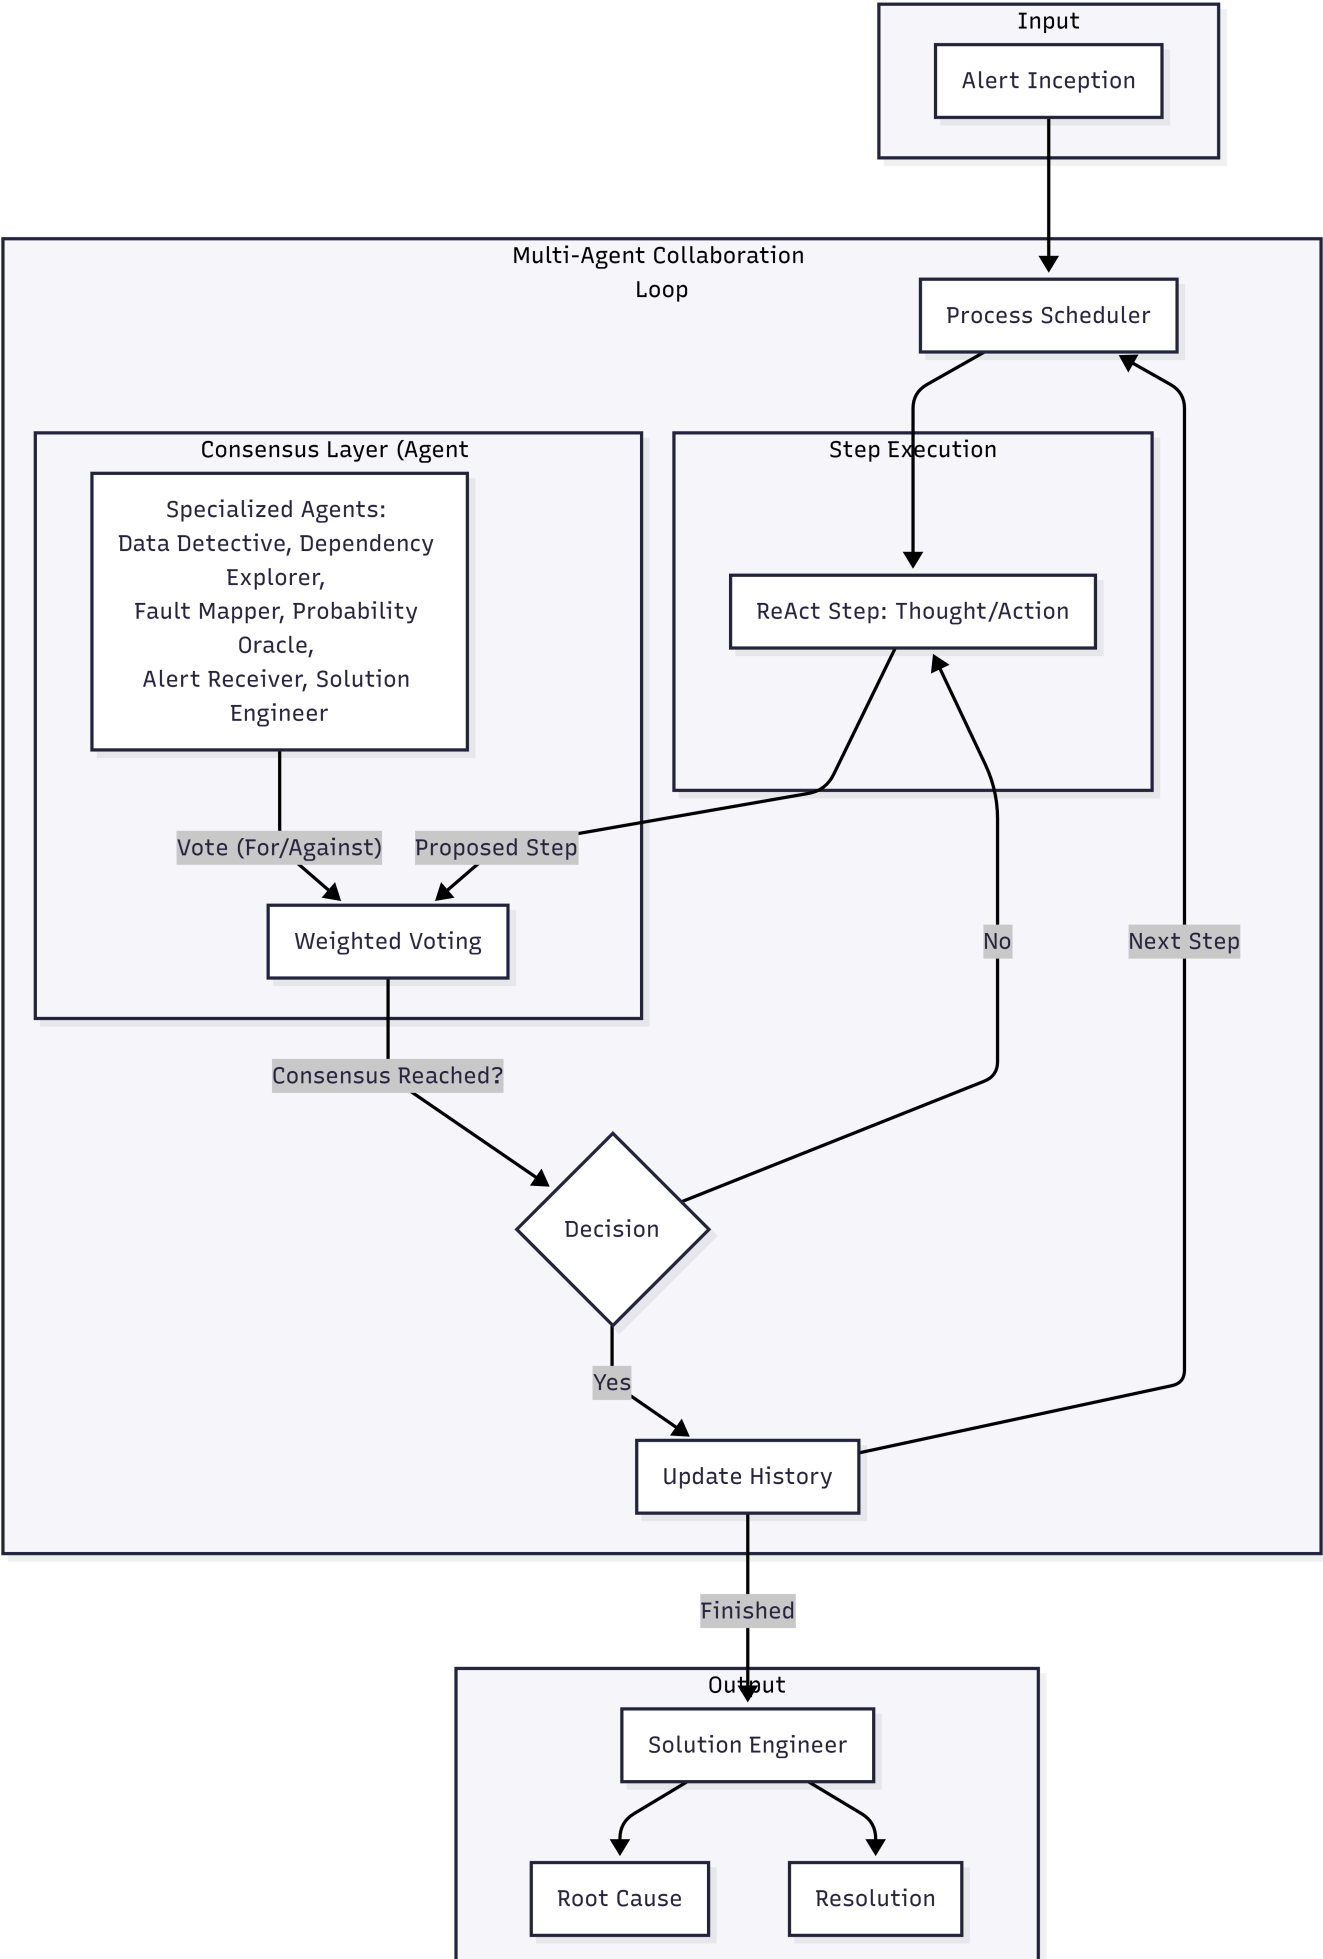 Input
Alert Inception
Multi-Agent Collaboration
Loop
Process Scheduler
Consensus Layer (Agent
Step Execution
Specialized Agents:
Data Detective, Dependency
Explorer,
Fault Mapper, Probability
Oracle,
Alert Receiver, Solution
Engineer
ReAct Step: Thought/Action
Vote (For/Against)
Proposed Step
Weighted Voting
No
Next Step
Consensus Reached?
Decision
Yes
Update History
Finished
Output
Solution Engineer
Root Cause
Resolution